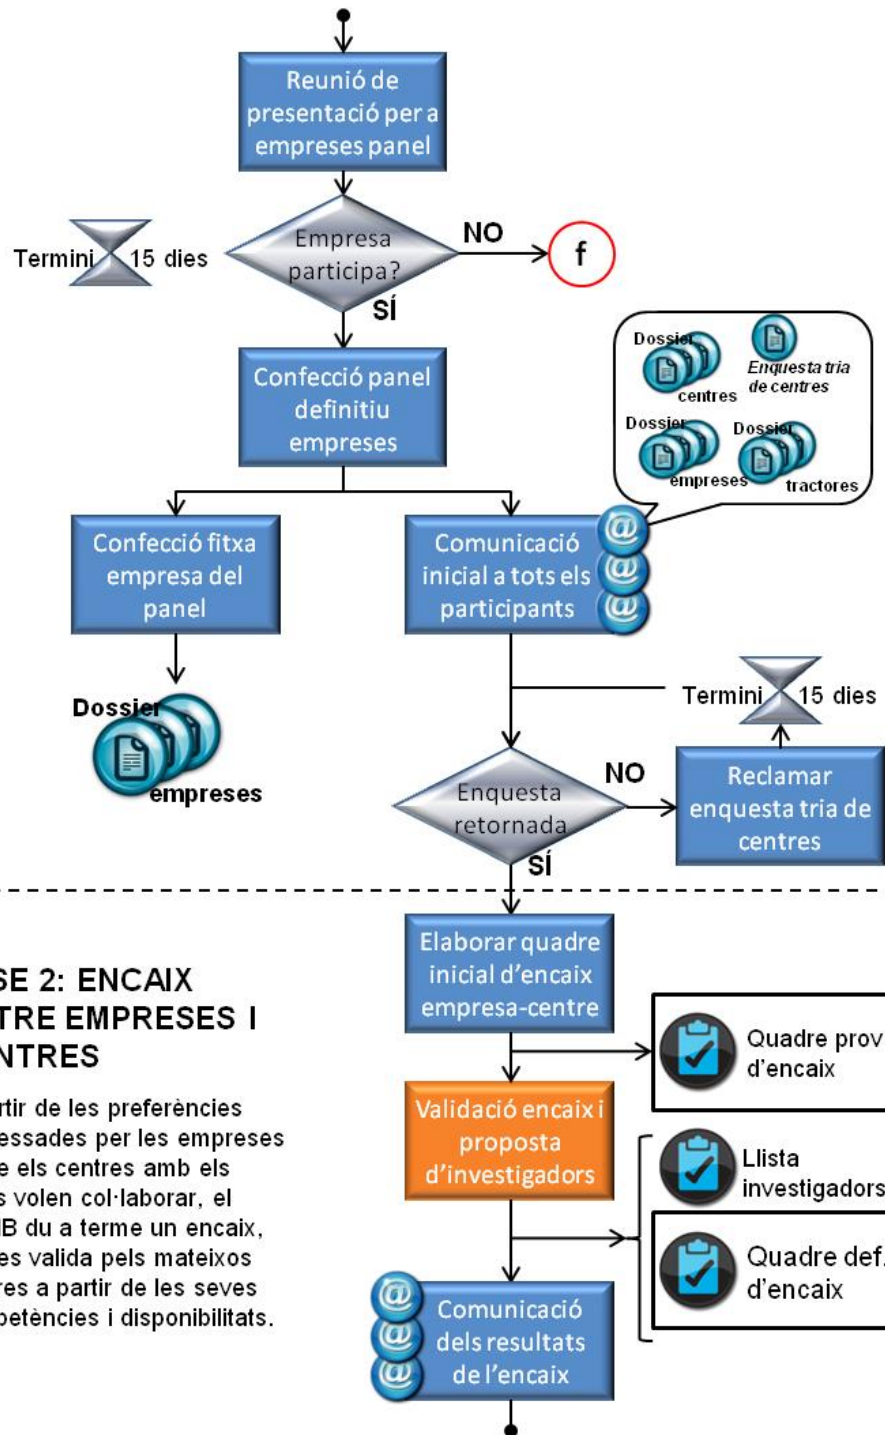 Reunió de
presentació per a
empreses panel
Termini 15 dies
Empresa
participa?
NO
f
SÍ
Confecció panel
definitiu
empreses
Dossier
centres
Enquesta tria
de centres
Dossier
empreses
Dossier
tractores
Confecció fitxa
empresa del
panel
Comunicació
inicial a tots els
participants
@
@
@
Dossier
empreses
Termini 15 dies
Enquesta
retornada
NO
Reclamar
enquesta tria de
centres
SÍ
SE 2: ENCAIX
TRE EMPRESES I
NTRES
rtir de les preferències
essades per les empreses
e els centres amb els
s volen col·laborar, el
IB du a terme un encaix,
es valida pels mateixos
res a partir de les seves
petències i disponibilitats.
Elaborar quadre
inicial d'encaix
empresa-centre
Quadre prov
d'encaix
Validació encaix i
proposta
d'investigadors
Llista
investigadors
Quadre def.
d'encaix
@
@
@
Comunicació
dels resultats
de l'encaix